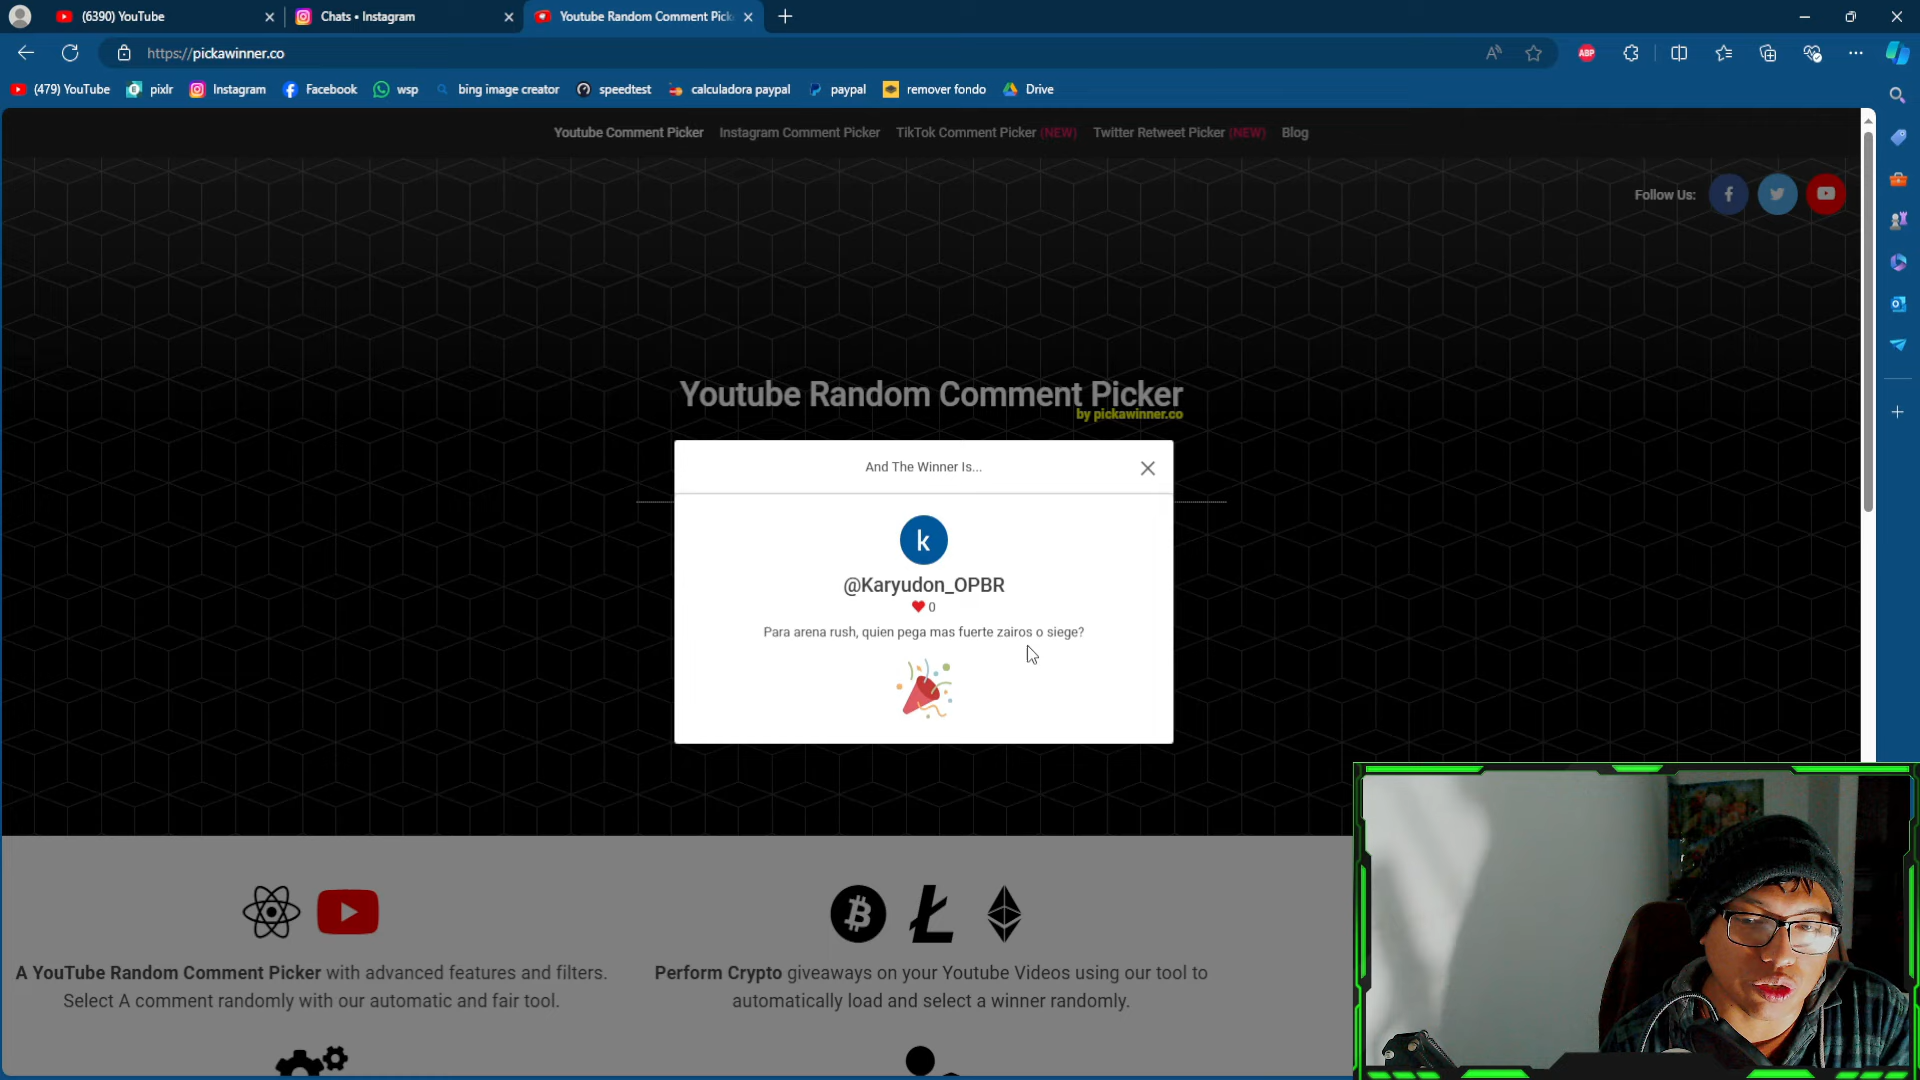 (6390) YouTube
Chats • Instagram
Youtube Random Comment Pick
https://pickawinner.co
ABP
(479) YouTube
pixlr
Instagram
Facebook
wsp
bing image creator
speedtest
calculadora paypal
paypal
remover fondo
Drive
Youtube Comment Picker
Instagram Comment Picker
TikTok Comment Picker (NEW)
Twitter Retweet Picker (NEW)
Blog
Follow Us:
Youtube Random Comment Picker
by pickawinner.co
And The Winner Is...
k
@Karyudon_OPBR
0
Para arena rush, quien pega mas fuerte zairos o siege?
A YouTube Random Comment Picker with advanced features and filters.
Select A comment randomly with our automatic and fair tool.
Perform Crypto giveaways on your Youtube Videos using our tool to
automatically load and select a winner randomly.